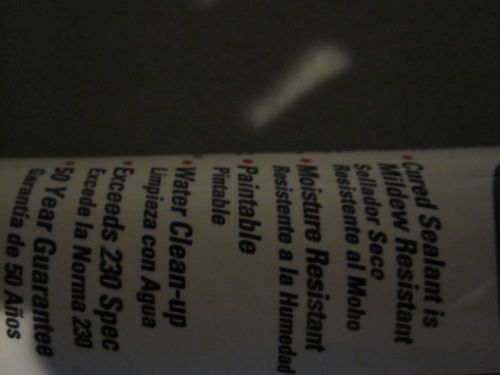 • Cured Sealant is
Mildew Resistant
Sellador Seco
Resistente al Moho
• Moisture Resistant
Resistente a la Humedad
• Paintable
Pintable
• Water Clean-up
Limpieza con Agua
• Exceeds 230 Spec
Excede la Norma 230
• 50 Year Guarantee
Garantía de 50 Años